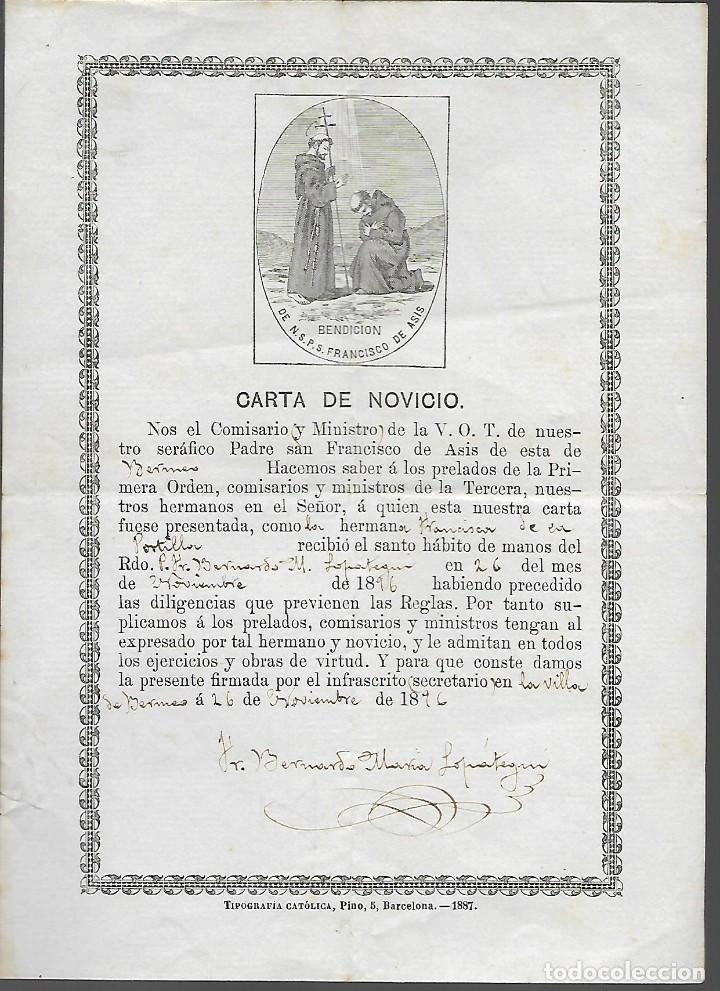 BENDICION
DE N.S.P.S. FRANCISCO DE ASIS
CARTA DE NOVICIO.
Nos el Comisario (y Ministro) de la V. O. T. de nues-
tro seráfico Padre san Francisco de Asis de esta de
Bermeo Hacemos saber á los prelados de la Pri-
mera Orden, comisarios y ministros de la Tercera, nues-
tros hermanos en el Señor, á quien esta nuestra carta
fuese presentada, como la hermana Francisca de
Portilla recibió el santo hábito de manos del
Rdo. P. Fr. Bernardo M. Lopátegui en 26 del mes
de Noviembre de 1896 habiendo precedido
las diligencias que previenen las Reglas. Por tanto su-
plicamos á los prelados, comisarios y ministros tengan al
expresado por tal hermano y novicio, y le admitan en todos
los ejercicios y obras de virtud. Y para que conste damos
la presente firmada por el infrascrito (secretario) en la villa
de Bermeo á 26 de Noviembre de 1896
Fr. Bernardo María Lopátegui
TIPOGRAFÍA CATÓLICA, Pino, 5, Barcelona.—1887.
todocoleccion